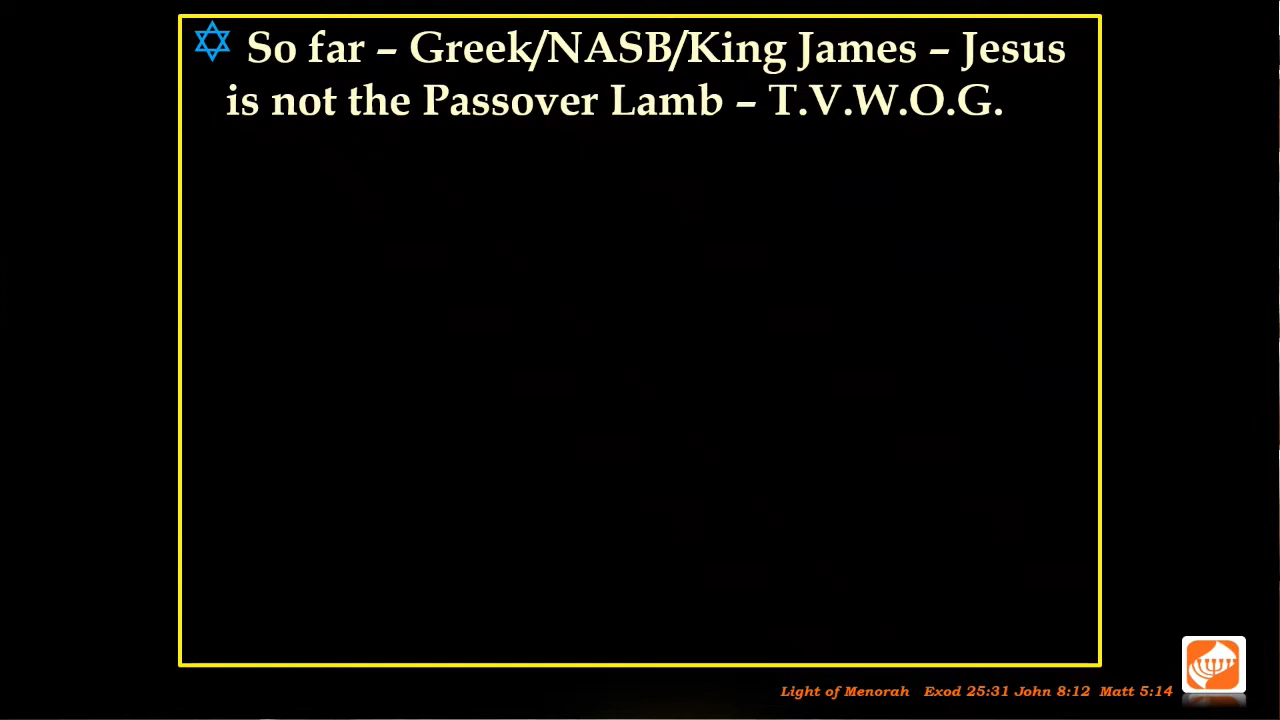 ✡ So far – Greek/NASB/King James – Jesus
is not the Passover Lamb – T.V.W.O.G.
Light of Menorah Exod 25:31 John 8:12 Matt 5:14